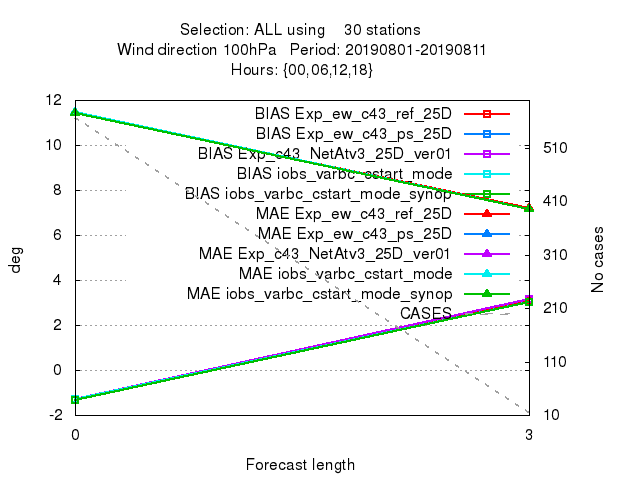 Selection: ALL using 30 stations
Wind direction 100hPa Period: 20190801-20190811
Hours: {00,06,12,18}
12
10
8
6
4
2
0
-2
deg
BIAS Exp_ew_c43_ref_25D
BIAS Exp_ew_c43_ps_25D
BIAS Exp_c43_NetAtv3_25D_ver01
BIAS iobs_varbc_cstart_mode
BIAS iobs_varbc_cstart_mode_synop
MAE Exp_ew_c43_ref_25D
MAE Exp_ew_c43_ps_25D
MAE Exp_c43_NetAtv3_25D_ver01
MAE iobs_varbc_cstart_mode
MAE iobs_varbc_cstart_mode_synop
CASES
510
410
310
210
110
10
No cases
0 3
Forecast length